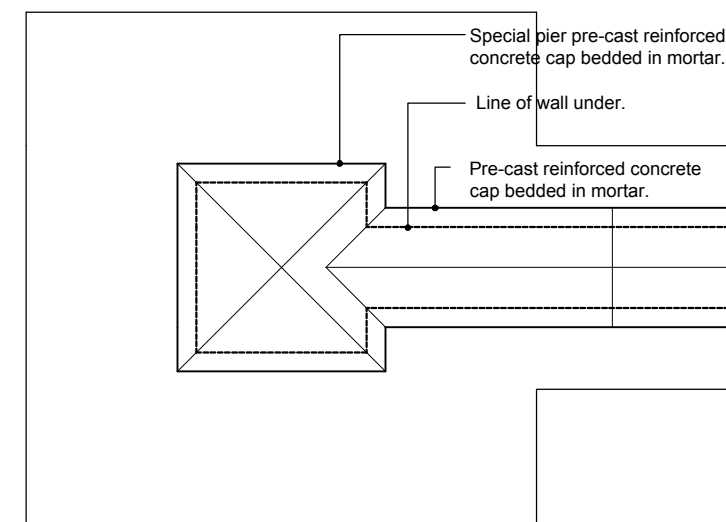 Special pier pre-cast reinforced
concrete cap bedded in mortar.
Line of wall under.
Pre-cast reinforced concrete
cap bedded in mortar.